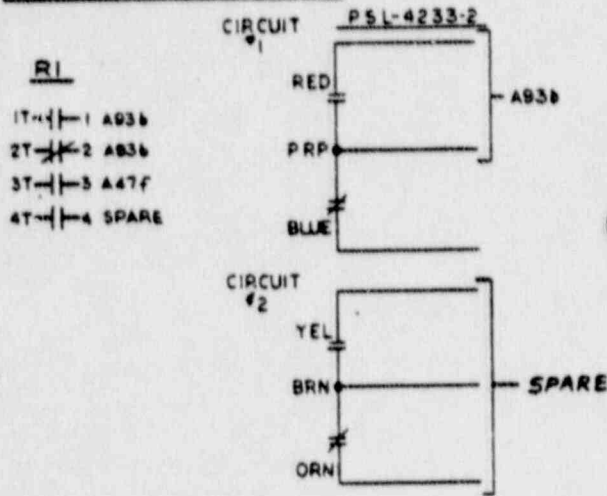 PSL-4233-2
CIRCUIT
#1
R1
RED
A93b
1T 1 A93b
PRP
2T 2 A93b
3T 3 A47f
4T 4 SPARE
BLUE
CIRCUIT
#2
YEL
BRN
SPARE
ORN